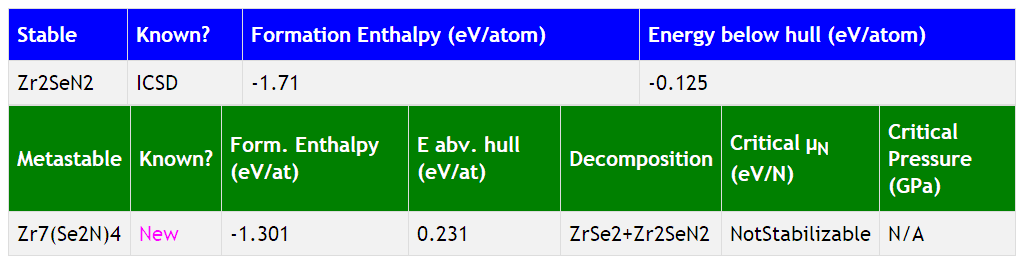 Stable Known? Formation Enthalpy (eV/atom) Energy below hull (eV/atom)
Zr2SeN2 ICSD -1.71 -0.125
Metastable Known? Form. Enthalpy (eV/at) E abv. hull (eV/at) Decomposition Critical μN (eV/N) Critical Pressure (GPa)
Zr7(Se2N)4 New -1.301 0.231 ZrSe2+Zr2SeN2 NotStabilizable N/A